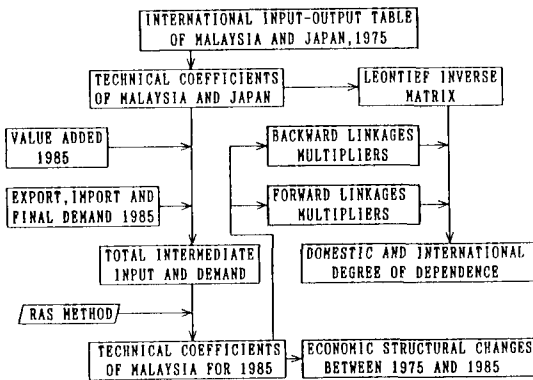 INTERNATIONAL INPUT-OUTPUT TABLE
OF MALAYSIA AND JAPAN,1975
TECHNICAL COEFFICIENTS
OF MALAYSIA AND JAPAN
LEONTIEF INVERSE
MATRIX
VALUE ADDED
1985
BACKWARD LINKAGES
MULTIPLIERS
EXPORT,IMPORT AND
FINAL DEMAND 1985
FORWARD LINKAGES
MULTIPLIERS
TOTAL INTERMEDIATE
INPUT AND DEMAND
DOMESTIC AND INTERNATIONAL
DEGREE OF DEPENDENCE
RAS METHOD
TECHNICAL COEFFICIENTS
OF MALAYSIA FOR 1985
ECONOMIC STRUCTURAL CHANGES
BETWEEN 1975 AND 1985